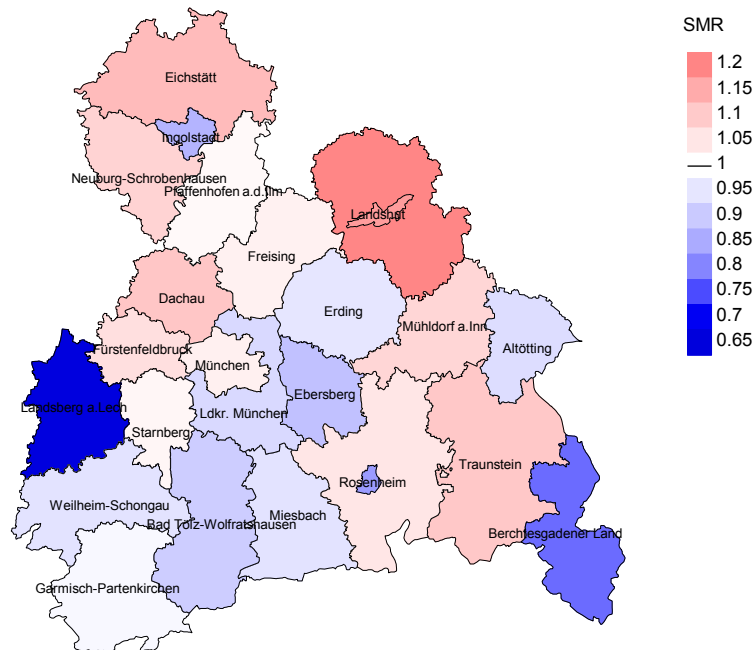 SMR
1.2
1.15
1.1
1.05
1
0.95
0.9
0.85
0.8
0.75
0.7
0.65
Eichstätt
Ingolstadt
Neuburg-Schrobenhausen
Pfaffenhofen a.d.Ilm
Landshut
Freising
Dachau
Erding
Mühldorf a.Inn
Altötting
Fürstenfeldbruck
München
Landsberg a.Lech
Starnberg
Ldkr. München
Ebersberg
Traunstein
Rosenheim
Weilheim-Schongau
Bad Tölz-Wolfratshausen
Miesbach
Berchtesgadener Land
Garmisch-Partenkirchen